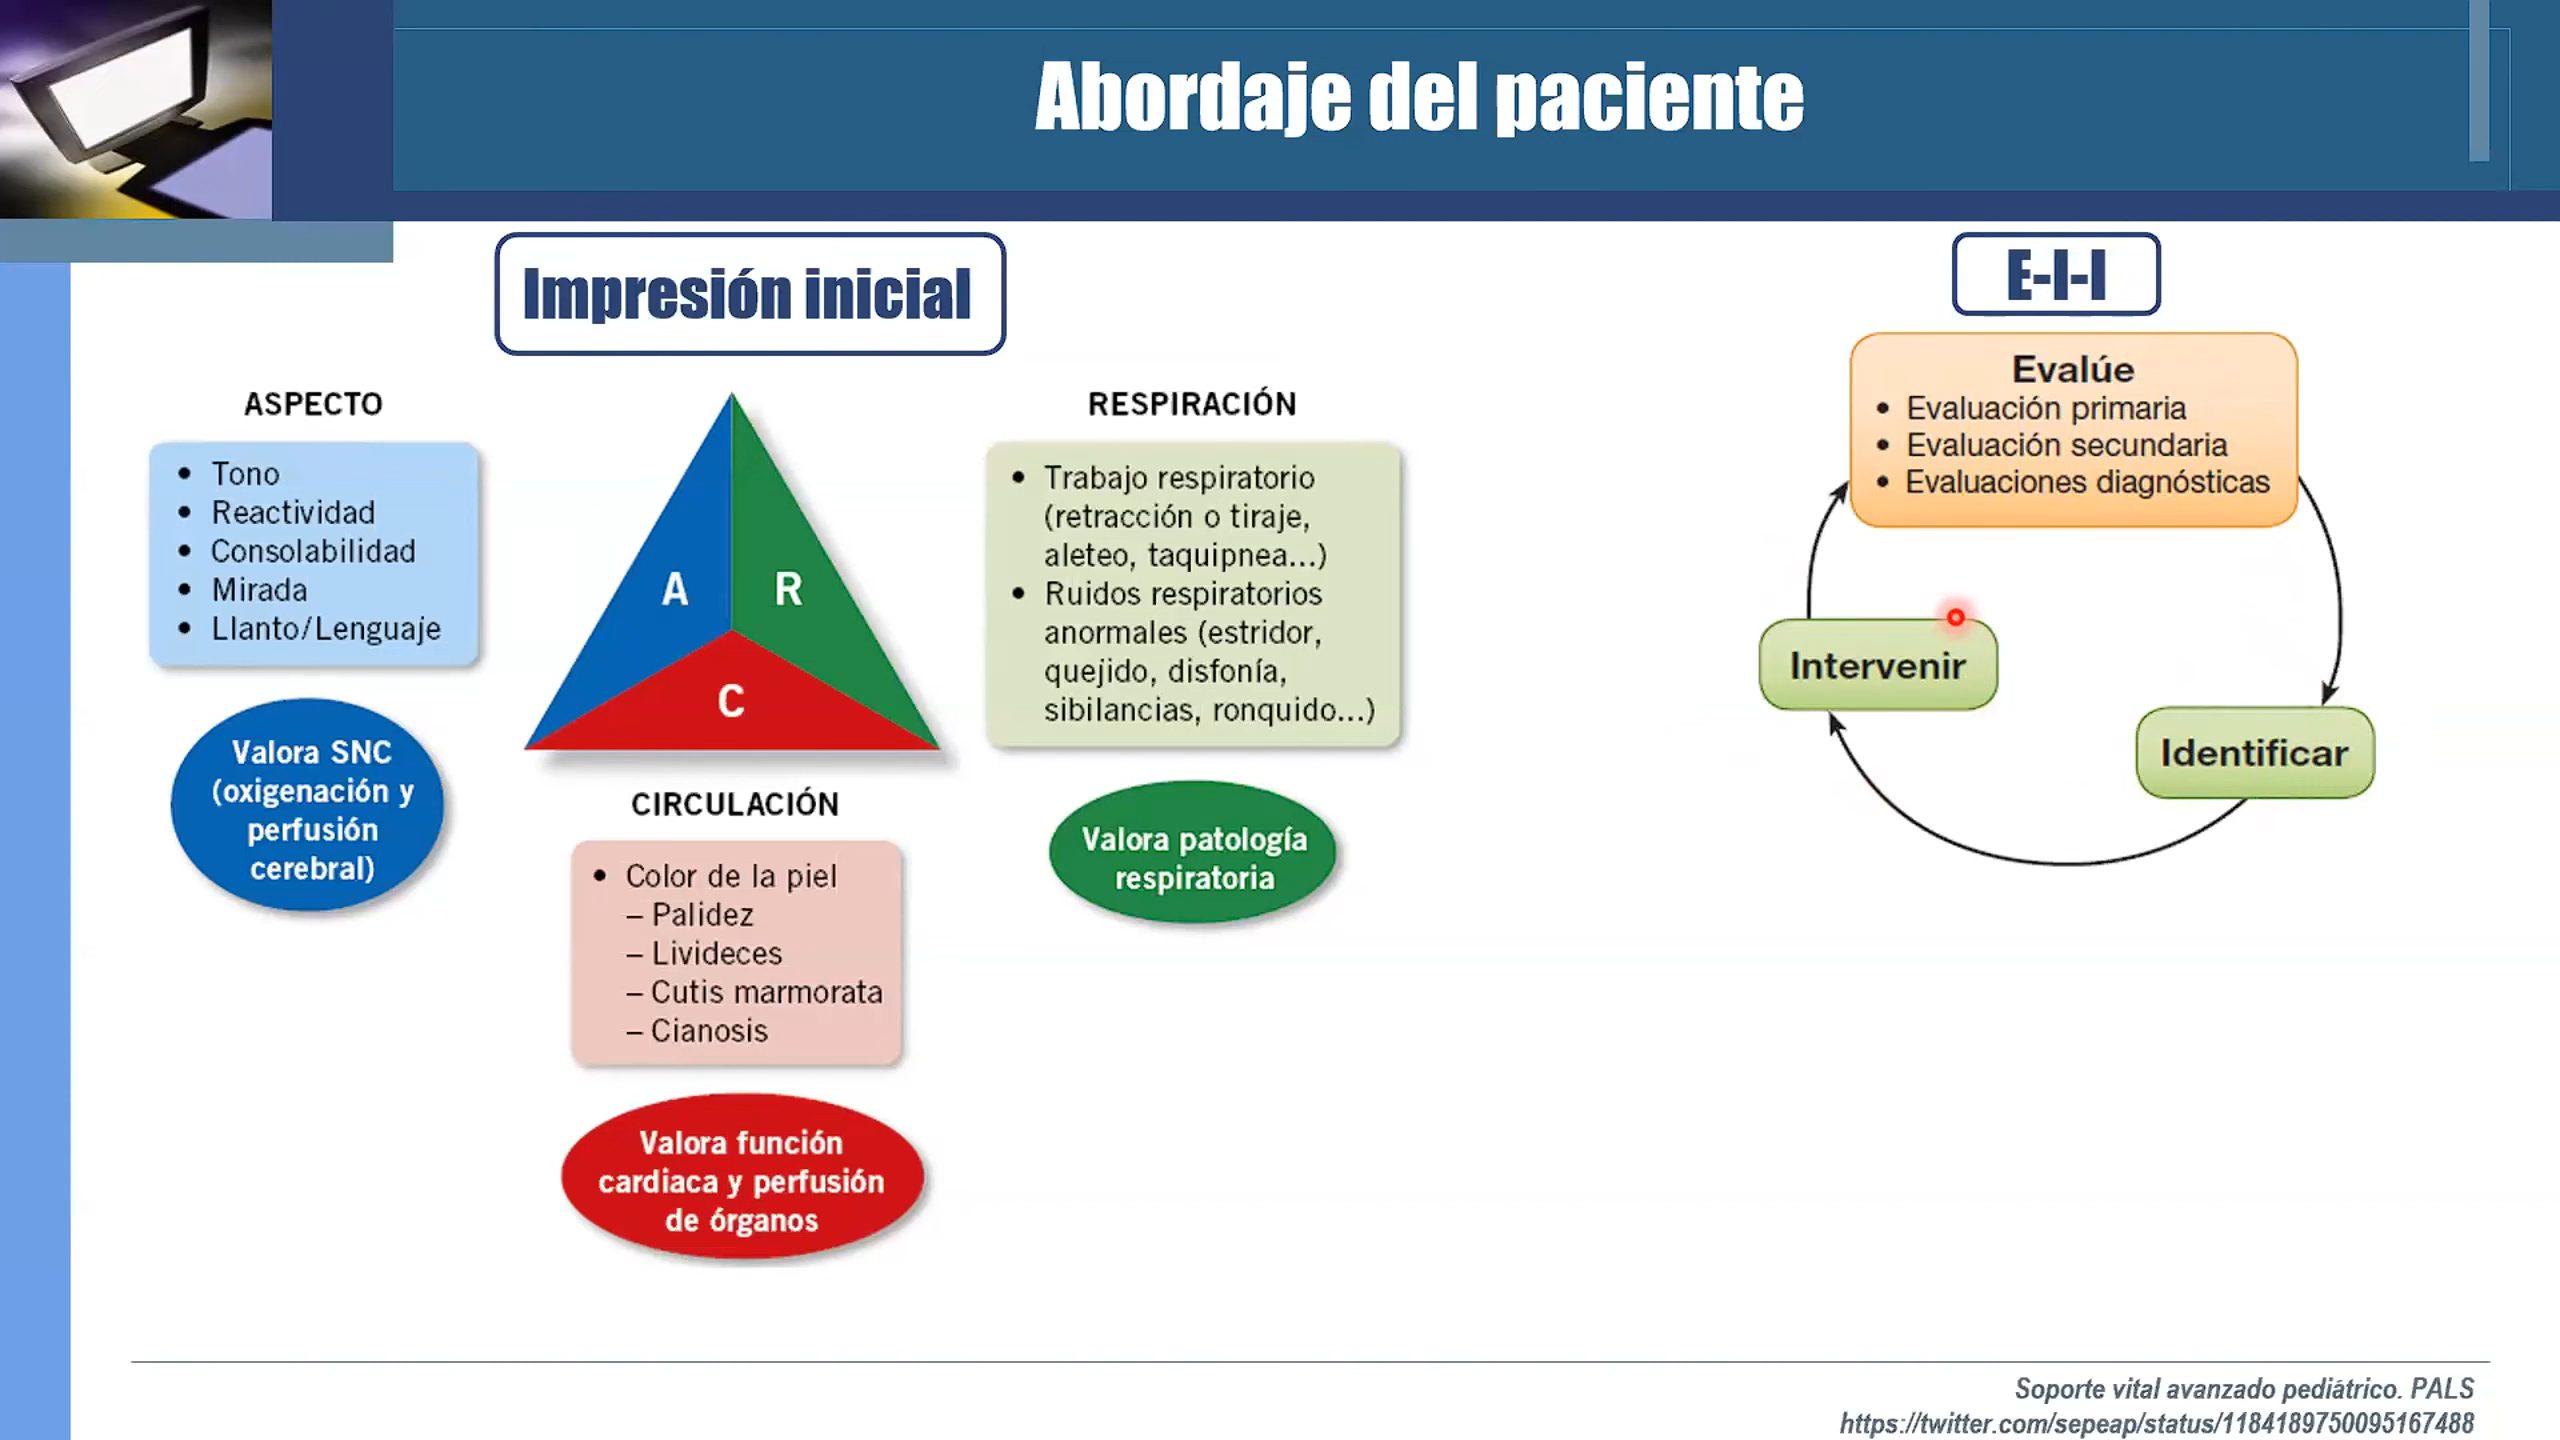 Abordaje del paciente
Impresión inicial
ASPECTO
• Tono
• Reactividad
• Consolabilidad
• Mirada
• Llanto/Lenguaje
Valora SNC
(oxigenación y
perfusión
cerebral)
A
R
C
RESPIRACIÓN
• Trabajo respiratorio
(retracción o tiraje,
aleteo, taquipnea...)
• Ruidos respiratorios
anormales (estridor,
quejido, disfonía,
sibilancias, ronquido...)
Valora patología
respiratoria
CIRCULACIÓN
• Color de la piel
– Palidez
– Livideces
– Cutis marmorata
– Cianosis
Valora función
cardiaca y perfusión
de órganos
E-I-I
Evalúe
• Evaluación primaria
• Evaluación secundaria
• Evaluaciones diagnósticas
Intervenir
Identificar
Soporte vital avanzado pediátrico. PALS
https://twitter.com/sepeap/status/1184189750095167488